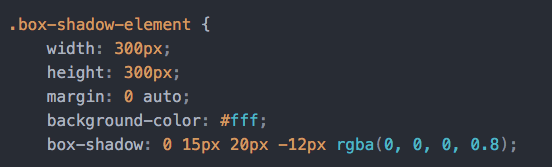 .box-shadow-element {
    width: 300px;
    height: 300px;
    margin: 0 auto;
    background-color: #fff;
    box-shadow: 0 15px 20px -12px rgba(0, 0, 0, 0.8);